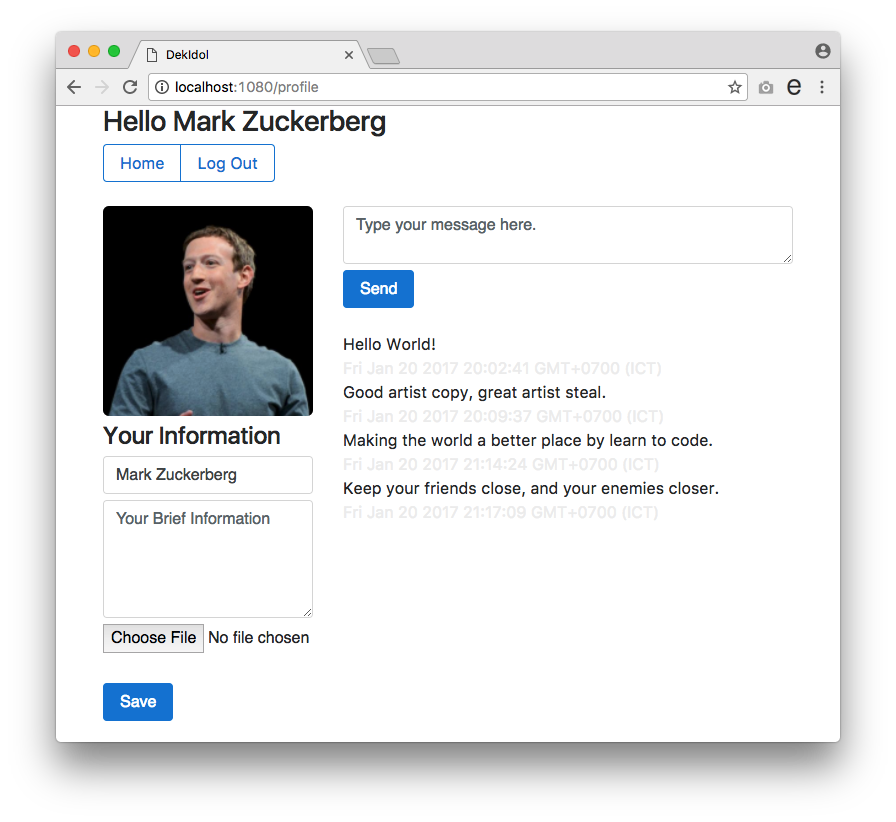 DekIdol
localhost:1080/profile
Hello Mark Zuckerberg
Home
Log Out
Type your message here.
Send
Hello World!
Fri Jan 20 2017 20:02:41 GMT+0700 (ICT)
Good artist copy, great artist steal.
Fri Jan 20 2017 20:09:37 GMT+0700 (ICT)
Making the world a better place by learn to code.
Fri Jan 20 2017 21:14:24 GMT+0700 (ICT)
Keep your friends close, and your enemies closer.
Fri Jan 20 2017 21:17:09 GMT+0700 (ICT)
Your Information
Mark Zuckerberg
Your Brief Information
Choose File No file chosen
Save